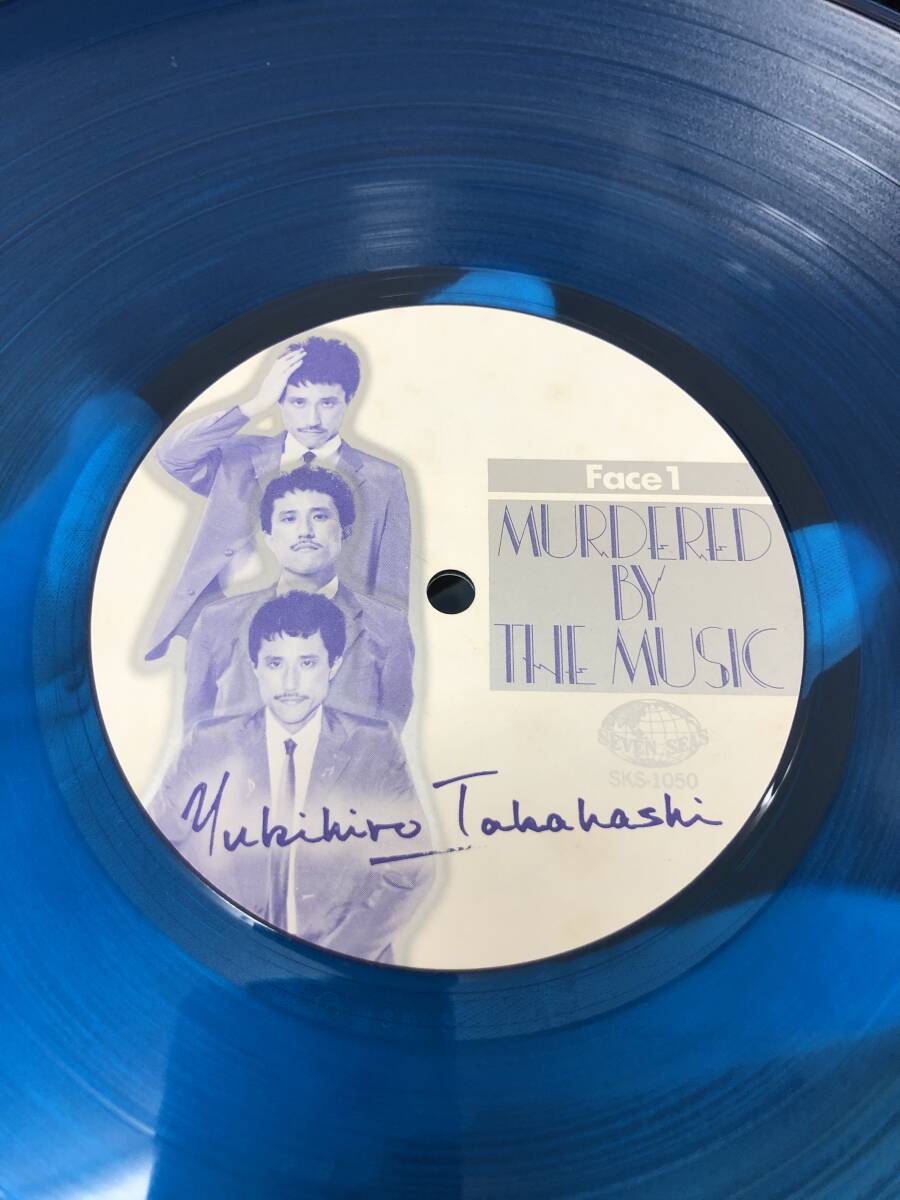 Face 1
MURDERED
BY
THE MUSIC
SEVEN SEAS
SKS-1050
Yukihiro Takahashi